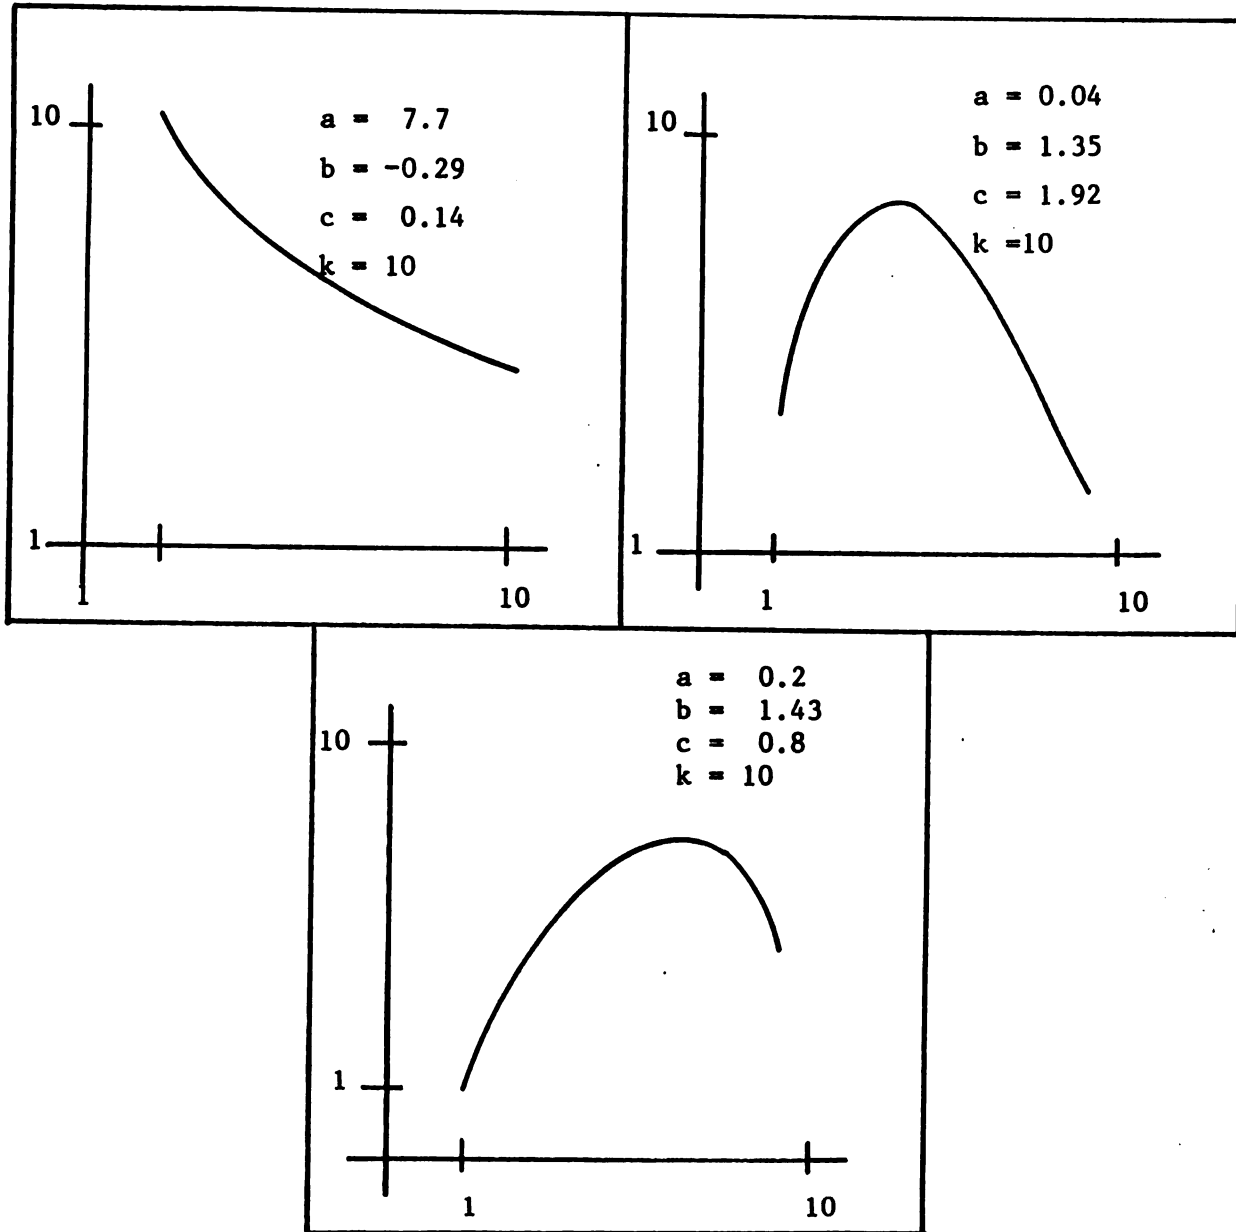 10
a = 7.7
b = -0.29
c = 0.14
k = 10
1
1
10
10
a = 0.04
b = 1.35
c = 1.92
k =10
1
1
10
a = 0.2
b = 1.43
c = 0.8
k = 10
10
1
1
10